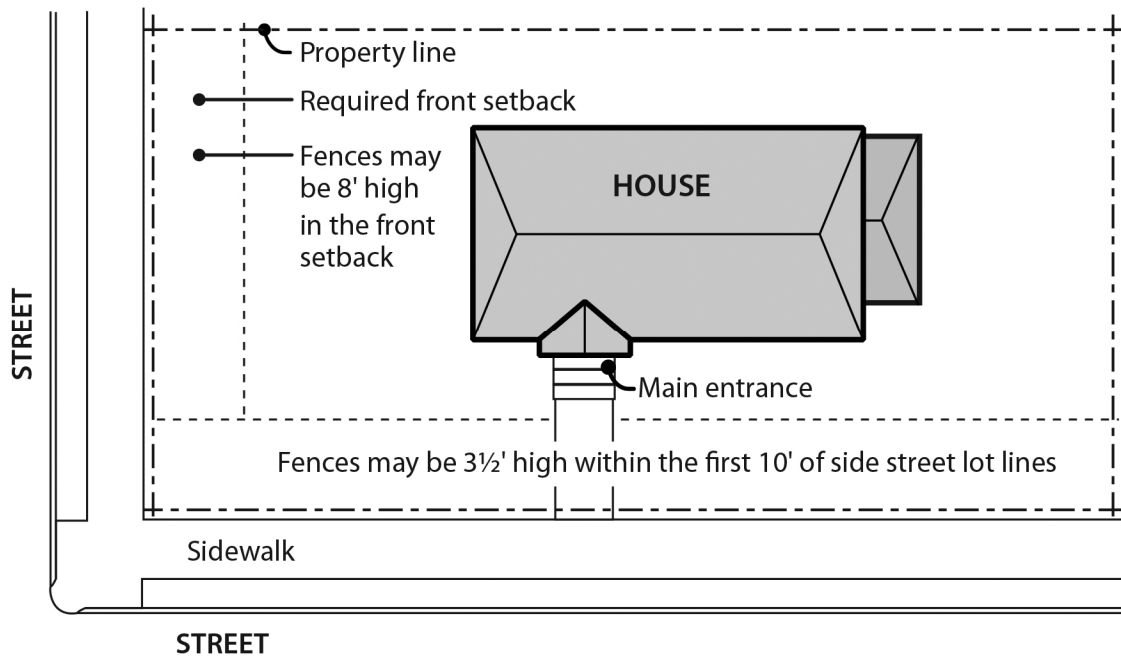 Property line
Required front setback
Fences may
be 8' high
in the front
setback
HOUSE
STREET
Main entrance
Fences may be 3½' high within the first 10' of side street lot lines
Sidewalk
STREET